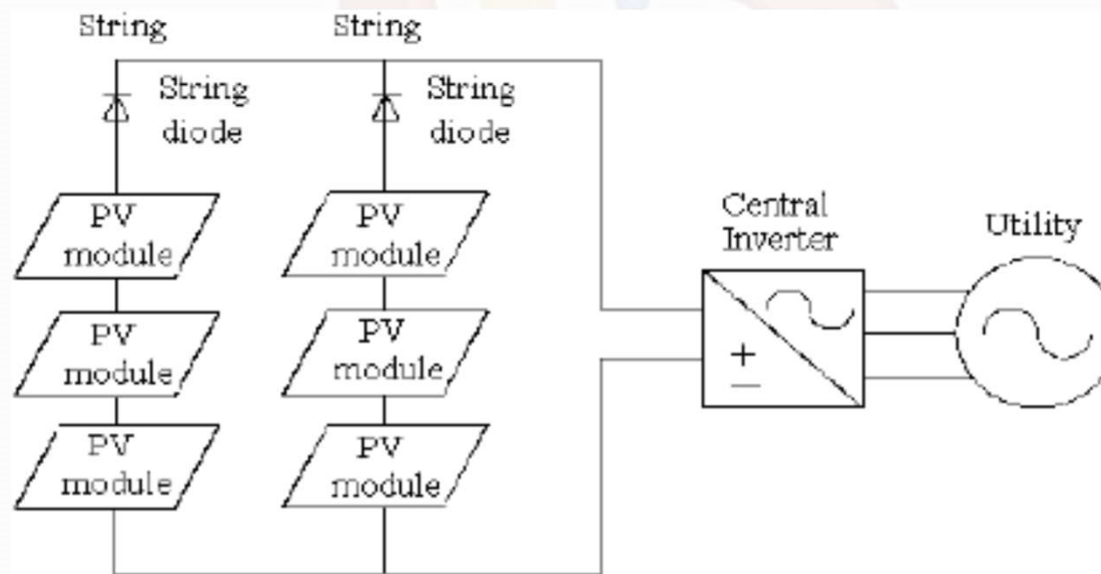 String
String
String
diode
String
diode
PV
module
PV
module
Central
Inverter
Utility
PV
module
PV
module
+
−
PV
module
PV
module